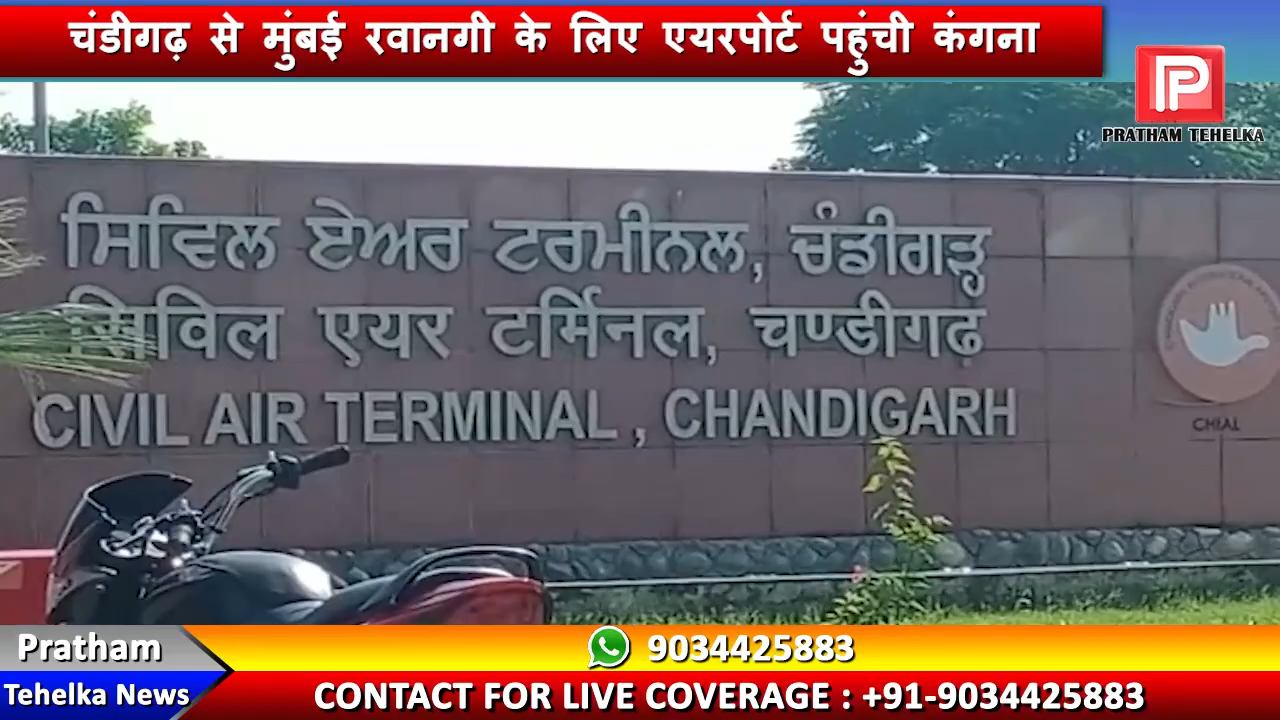 चंडीगढ़ से मुंबई रवानगी के लिए एयरपोर्ट पहुंची कंगना
PRATHAM TEHELKA
ਸਿਵਿਲ ਏਅਰ ਟਰਮੀਨਲ, ਚੰਡੀਗੜ੍ਹ
सिविल एयर टर्मिनल, चण्डीगढ़
CIVIL AIR TERMINAL, CHANDIGARH
CHIAL
Pratham
9034425883
Tehelka News
CONTACT FOR LIVE COVERAGE : +91-9034425883